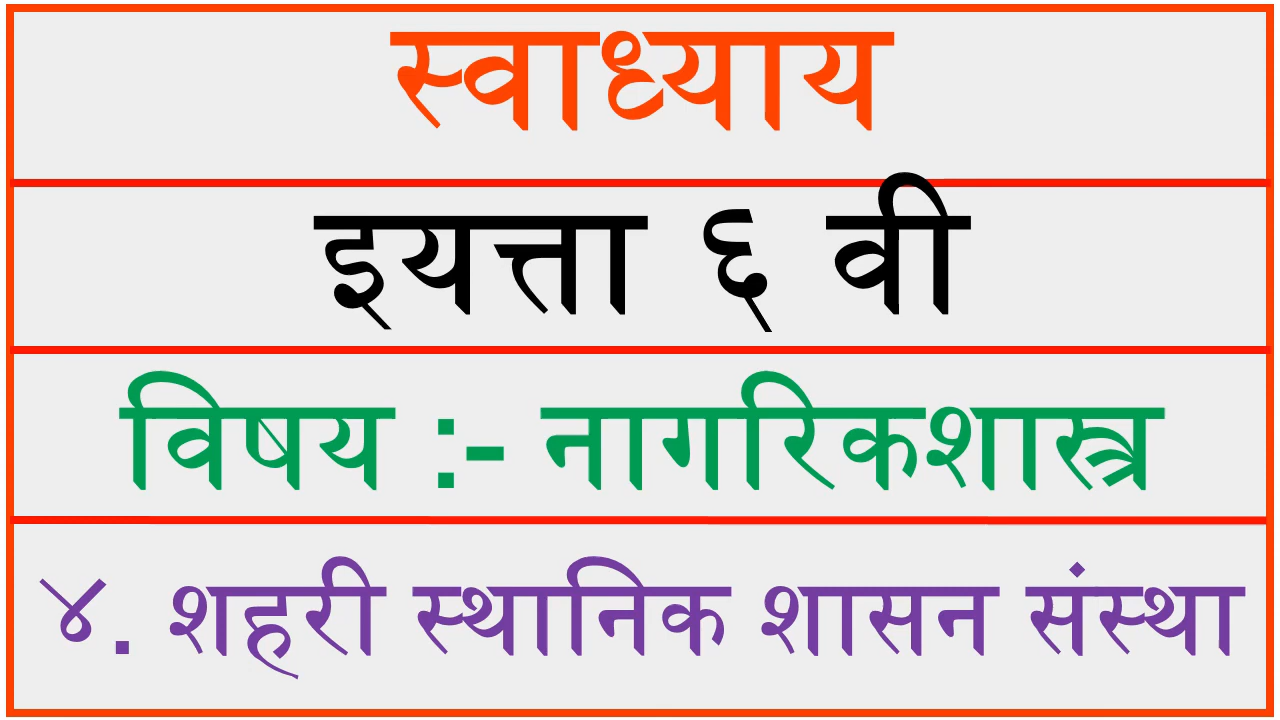 स्वाध्याय
इयत्ता ६ वी
विषय :- नागरिकशास्त्र
४. शहरी स्थानिक शासन संस्था